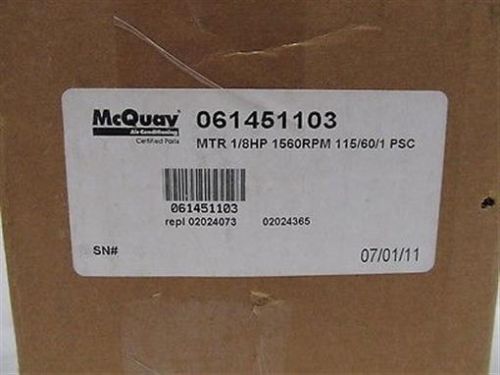 McQuay 061451103
Air Conditioning
Certified Parts
MTR 1/8HP 1560RPM 115/60/1 PSC
061451103
repl 02024073 02024365
SN#
07/01/11